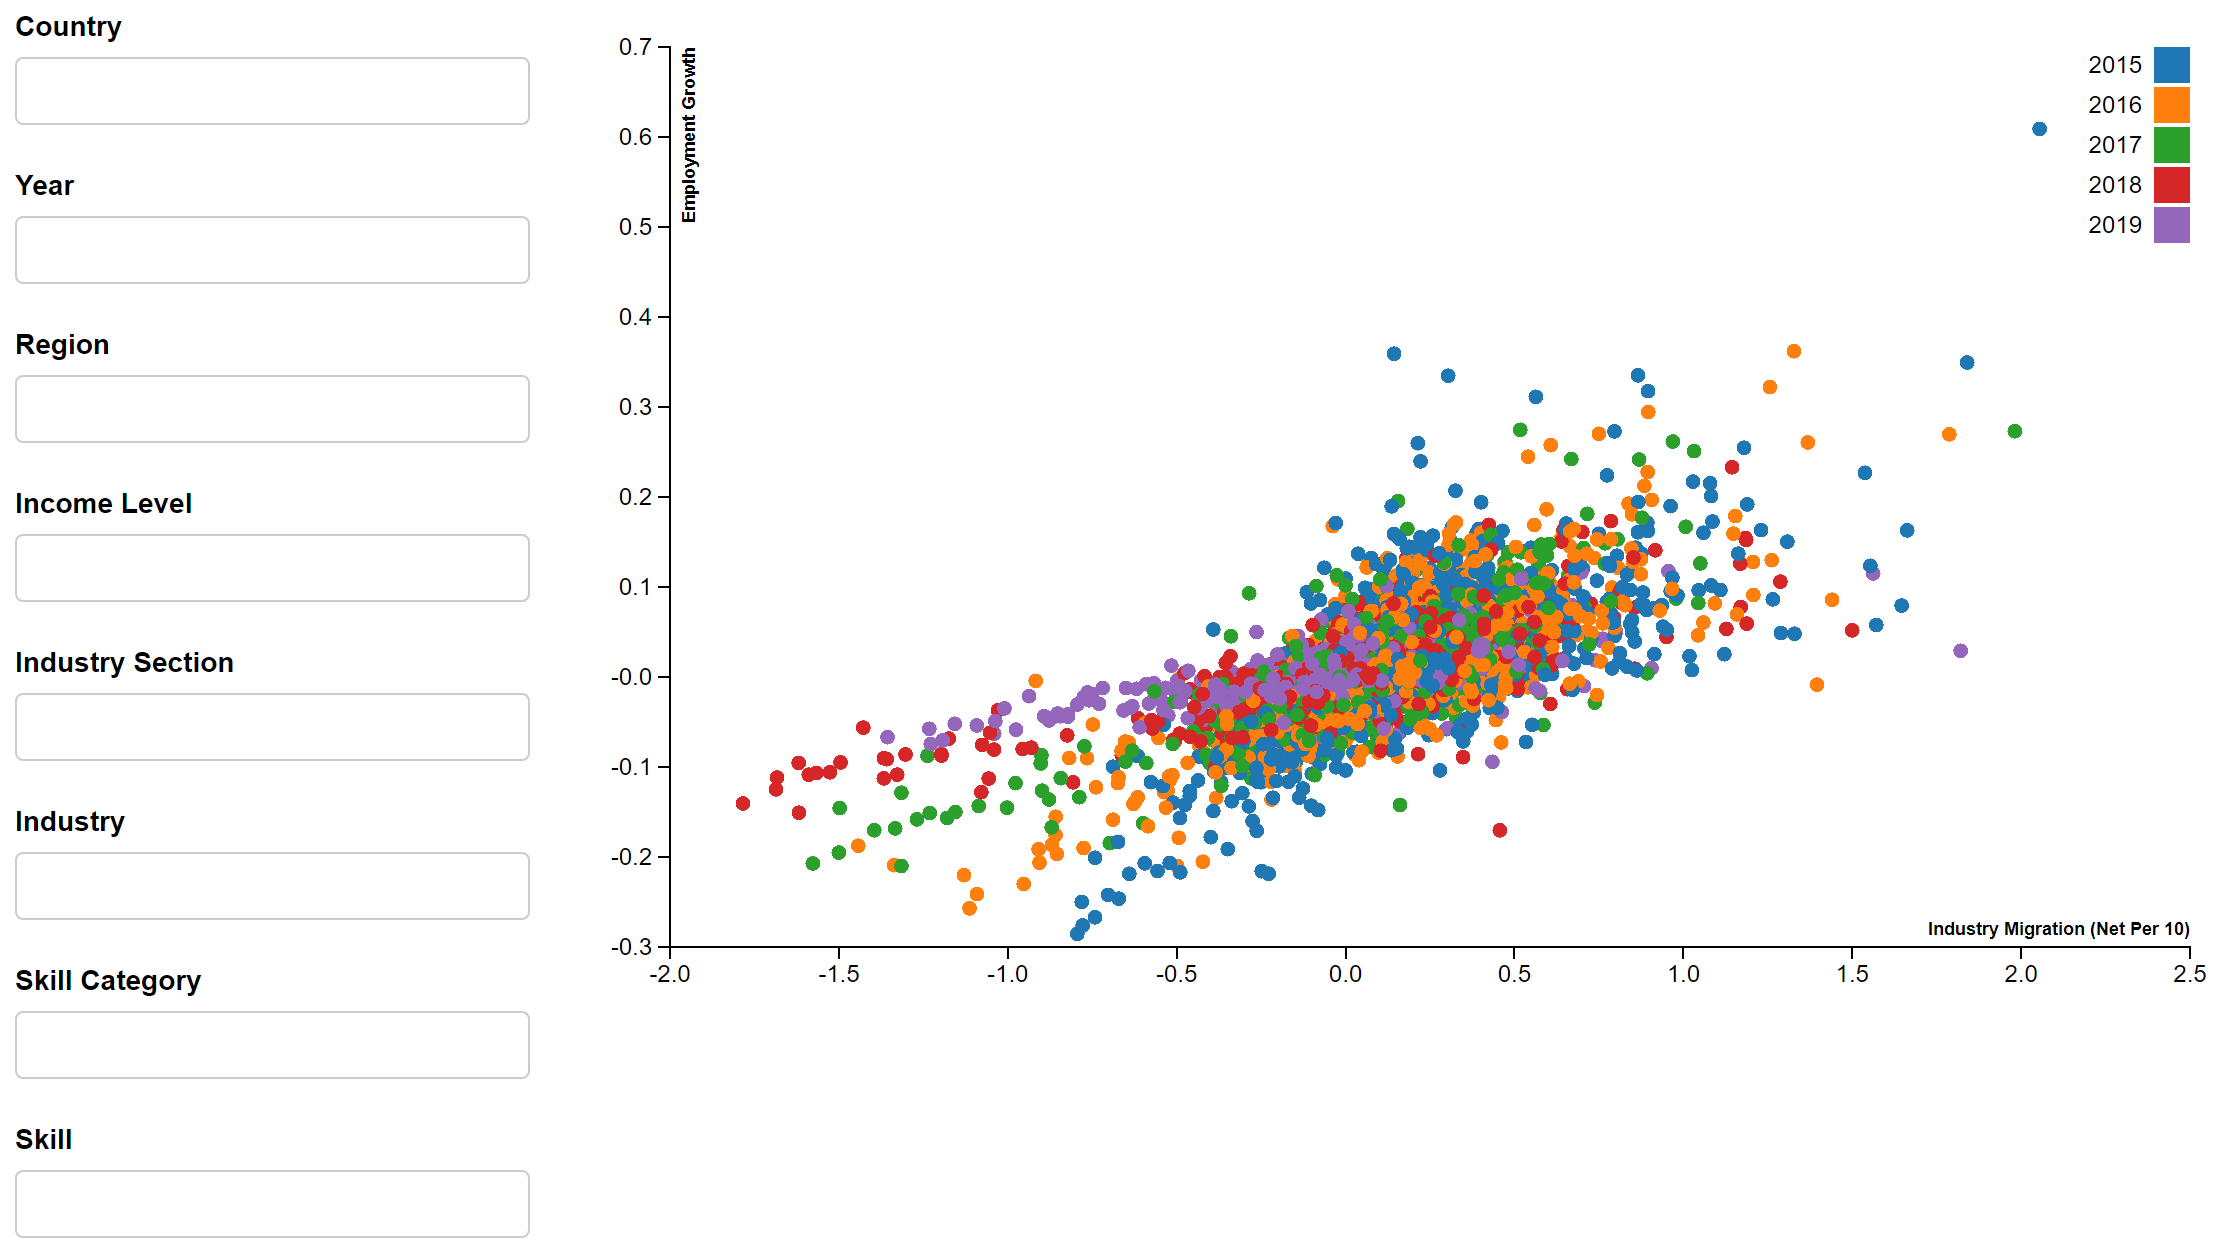 Country
Year
Region
Income Level
Industry Section
Industry
Skill Category
Skill
0.7
0.6
0.5
0.4
0.3
0.2
0.1
-0.0
-0.1
-0.2
-0.3
Employment Growth
-2.0
-1.5
-1.0
-0.5
0.0
0.5
1.0
1.5
2.0
2.5
Industry Migration (Net Per 10)
2015
2016
2017
2018
2019